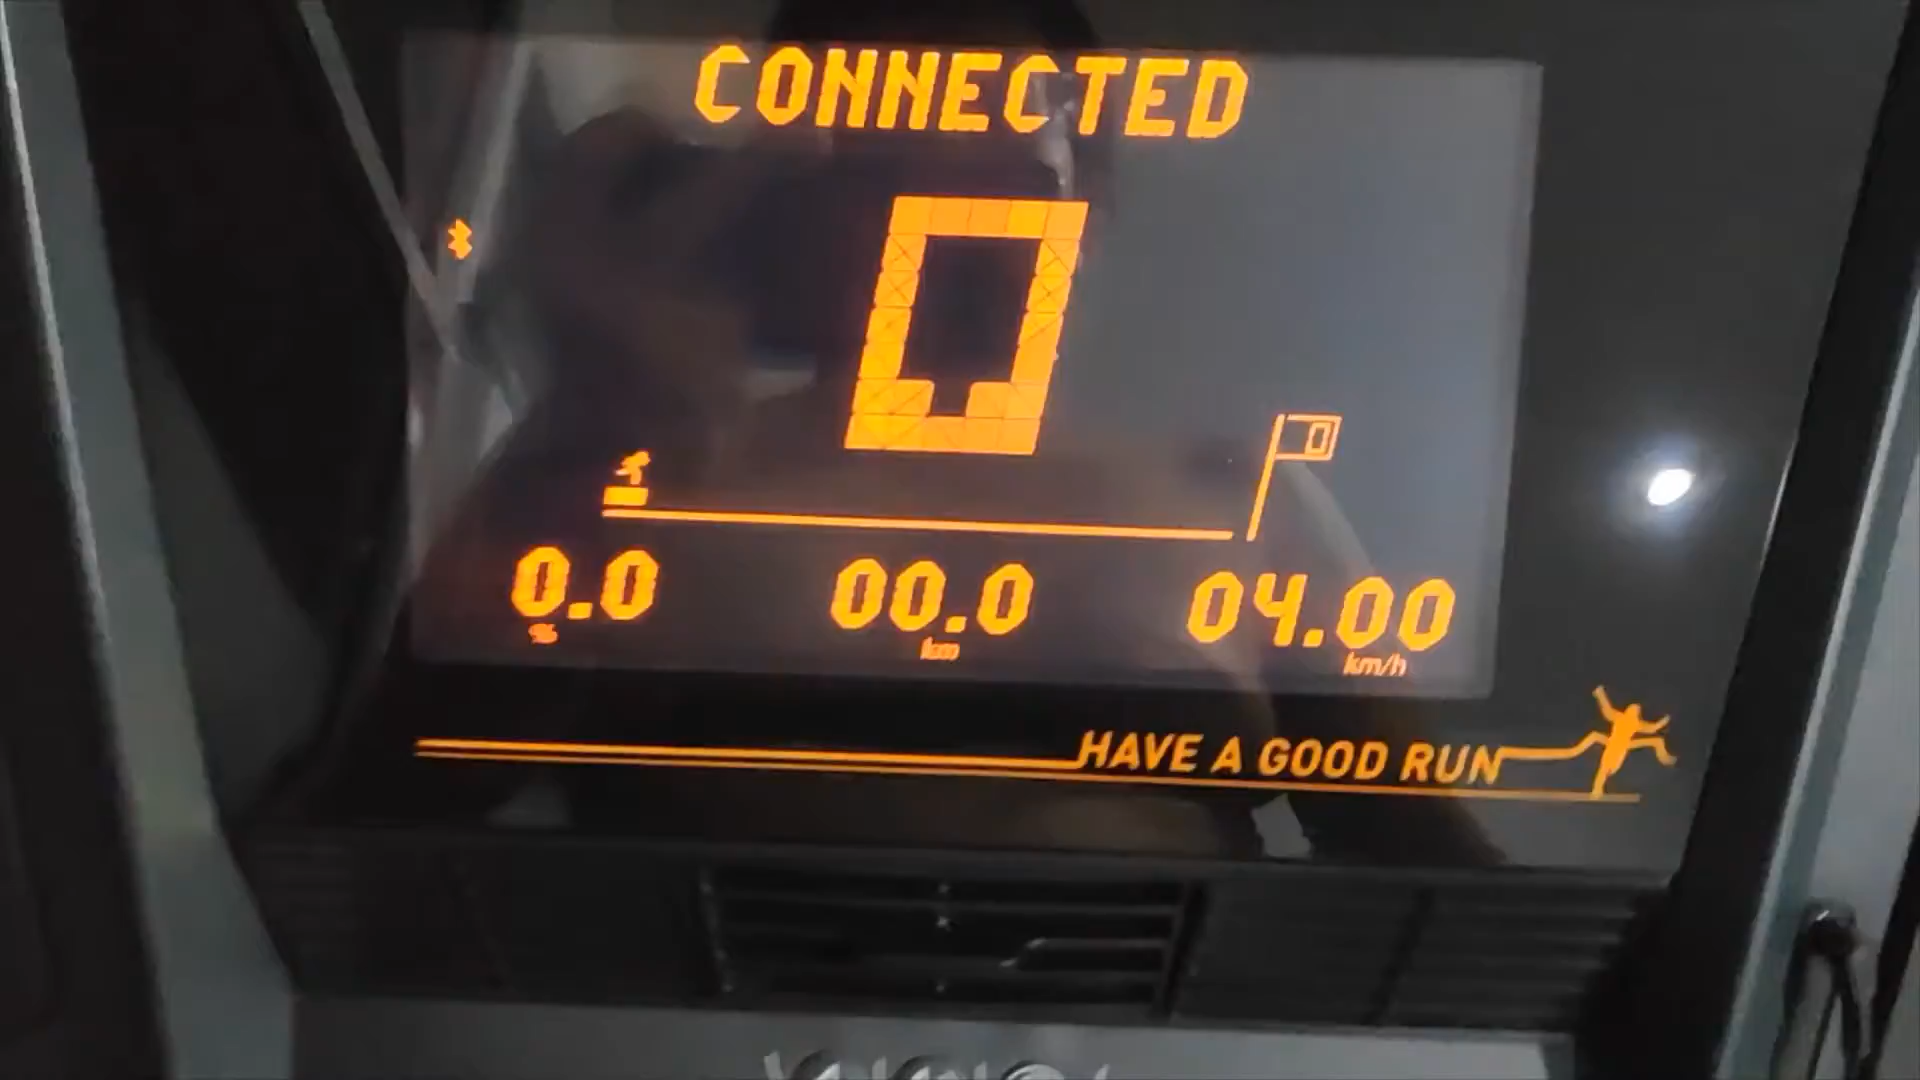 CONNECTED
0
0.0 00.0 04.00
% km km/h
HAVE A GOOD RUN